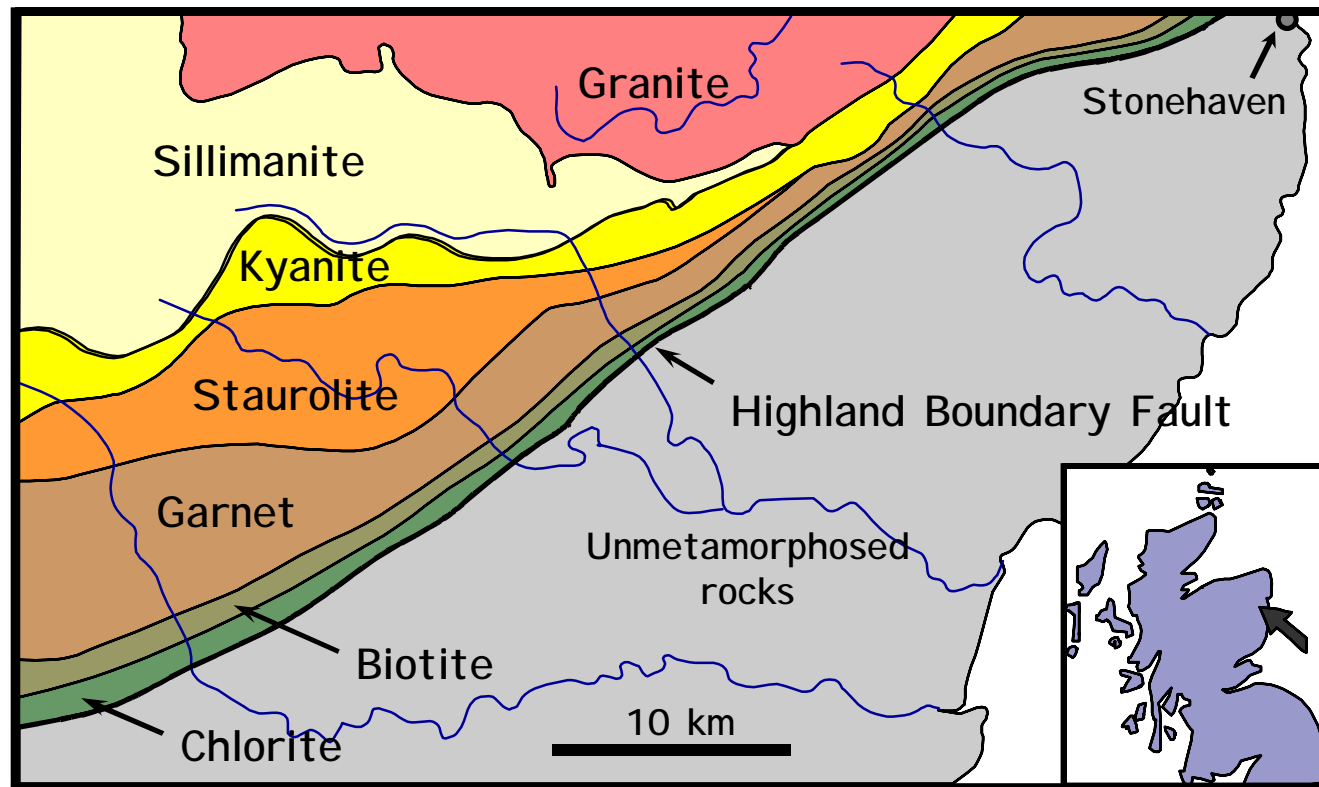 Granite
Stonehaven
Sillimanite
Kyanite
Staurolite
Highland Boundary Fault
Garnet
Unmetamorphosed
rocks
Biotite
10 km
Chlorite